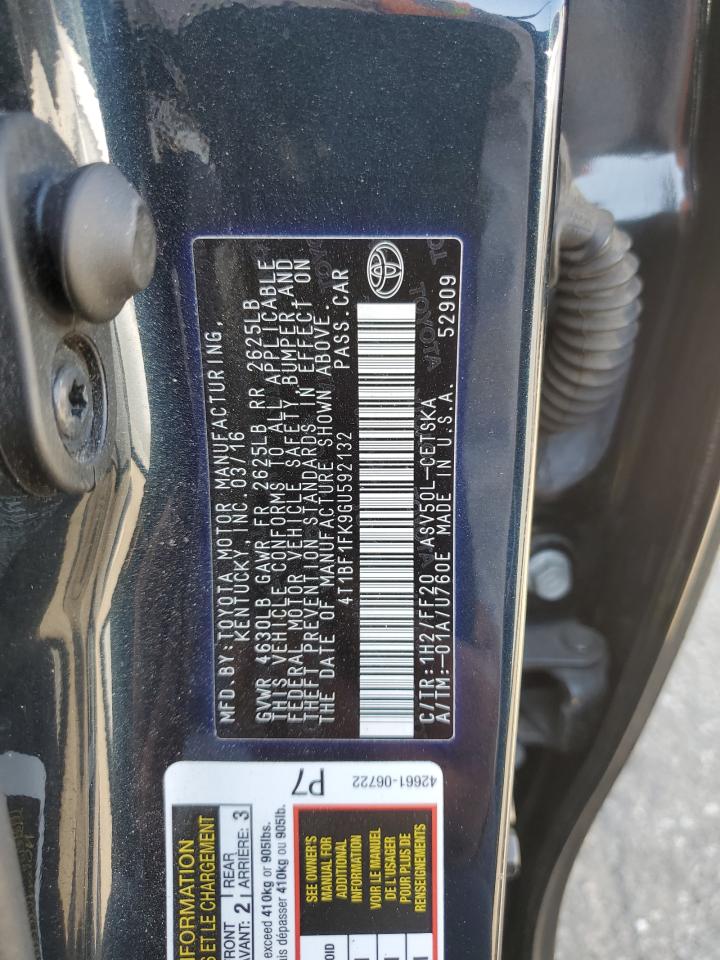 MFD. BY: TOYOTA MOTOR MANUFACTURING,
KENTUCKY, INC. 03/16
GVWR 4630LB GAWR FR 2625LB RR 2625LB
THIS VEHICLE CONFORMS TO ALL APPLICABLE
FEDERAL MOTOR VEHICLE SAFETY, BUMPER AND
THEFT PREVENTION STANDARDS IN EFFECT ON
THE DATE OF MANUFACTURE SHOWN ABOVE.
4T1BF1FK9GU592132 PASS. CAR
C/TR:1H2/FF20 ASV50L-CETSKA
A/TM:-01A/U760E MADE IN U.S.A. 52909
TOYOTA
INFORMATION
S ET LE CHARGEMENT
FRONT
AVANT: 2
REAR
ARRIÈRE: 3
exceed 410kg or 905lbs.
is dépasser 410kg ou 905lb.
P7
42661-06722
SEE OWNER'S
MANUAL FOR
ADDITIONAL
INFORMATION
VOIR LE MANUEL
DE L'USAGER
POUR PLUS DE
RENSEIGNEMENTS